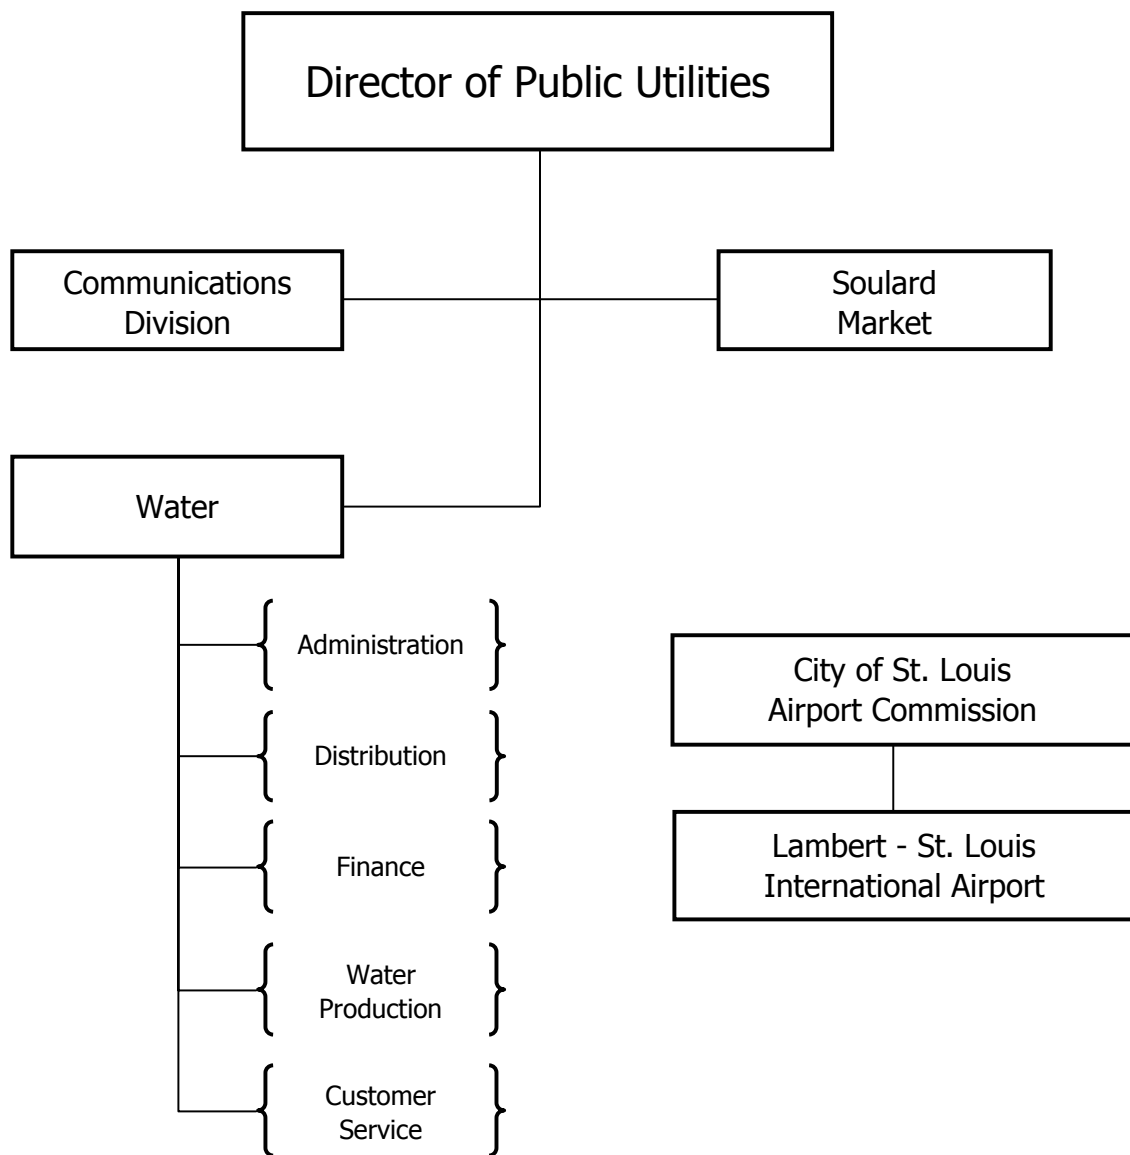 Director of Public Utilities
Communications
Division
Soulard
Market
Water
Administration
Distribution
Finance
Water
Production
Customer
Service
City of St. Louis
Airport Commission
Lambert - St. Louis
International Airport